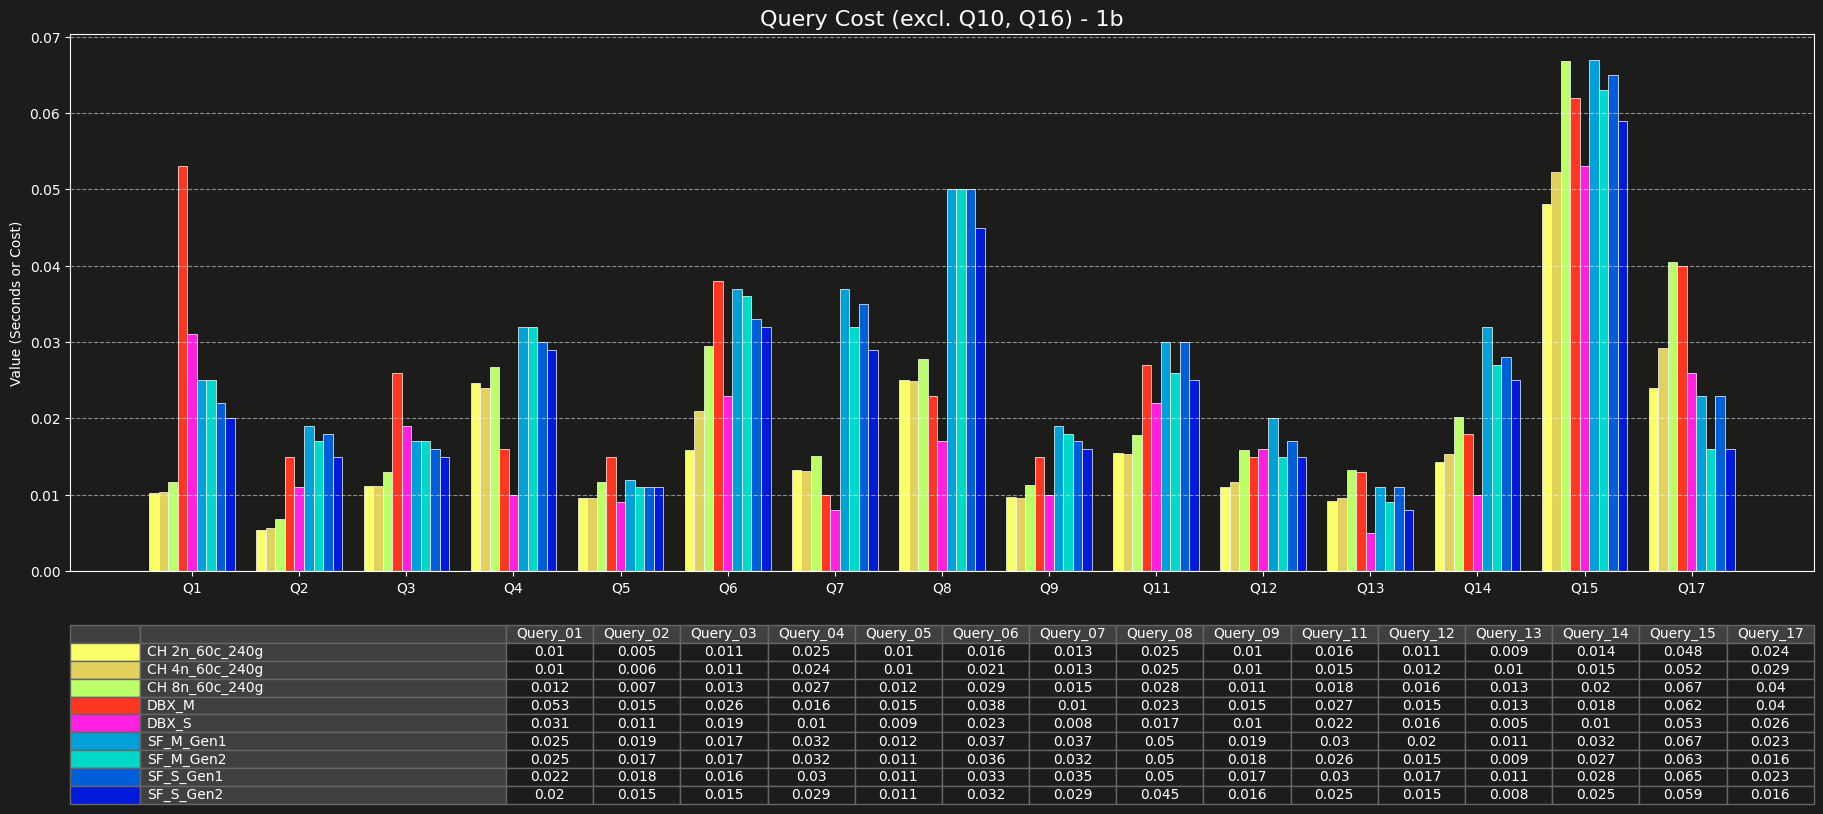 Query Cost (excl. Q10, Q16) - 1b
Value (Seconds or Cost)
0.07
0.06
0.05
0.04
0.03
0.02
0.01
0.00
Q1 Q2 Q3 Q4 Q5 Q6 Q7 Q8 Q9 Q11 Q12 Q13 Q14 Q15 Q17
Query_01 Query_02 Query_03 Query_04 Query_05 Query_06 Query_07 Query_08 Query_09 Query_11 Query_12 Query_13 Query_14 Query_15 Query_17
CH 2n_60c_240g 0.01 0.005 0.011 0.025 0.01 0.016 0.013 0.025 0.01 0.016 0.011 0.009 0.014 0.048 0.024
CH 4n_60c_240g 0.01 0.006 0.011 0.024 0.01 0.021 0.013 0.025 0.01 0.015 0.012 0.01 0.015 0.052 0.029
CH 8n_60c_240g 0.012 0.007 0.013 0.027 0.012 0.029 0.015 0.028 0.011 0.018 0.016 0.013 0.02 0.067 0.04
DBX_M 0.053 0.015 0.026 0.016 0.015 0.038 0.01 0.023 0.015 0.027 0.015 0.013 0.018 0.062 0.04
DBX_S 0.031 0.011 0.019 0.01 0.009 0.023 0.008 0.017 0.01 0.022 0.016 0.005 0.01 0.053 0.026
SF_M_Gen1 0.025 0.019 0.017 0.032 0.012 0.037 0.037 0.05 0.019 0.03 0.02 0.011 0.032 0.067 0.023
SF_M_Gen2 0.025 0.017 0.017 0.032 0.011 0.036 0.032 0.05 0.018 0.026 0.015 0.009 0.027 0.063 0.016
SF_S_Gen1 0.022 0.018 0.016 0.03 0.011 0.033 0.035 0.05 0.017 0.03 0.017 0.011 0.028 0.065 0.023
SF_S_Gen2 0.02 0.015 0.015 0.029 0.011 0.032 0.029 0.045 0.016 0.025 0.015 0.008 0.025 0.059 0.016